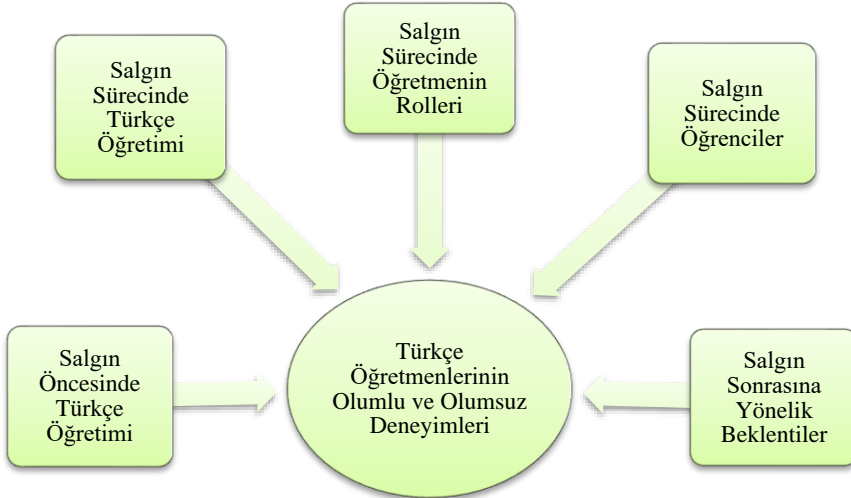 Salgın
Sürecinde
Türkçe
Öğretimi
Salgın
Sürecinde
Öğretmenin
Rolleri
Salgın
Sürecinde
Öğrenciler
Salgın
Öncesinde
Türkçe
Öğretimi
Türkçe
Öğretmenlerinin
Olumlu ve Olumsuz
Deneyimleri
Salgın
Sonrasına
Yönelik
Beklentiler